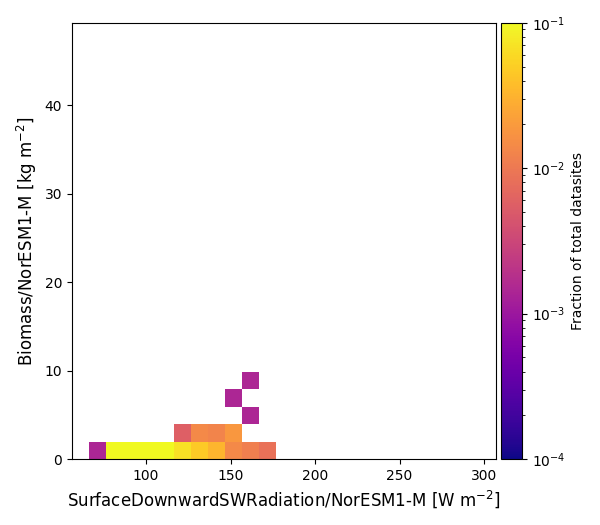 Biomass/NorESM1-M [kg m⁻²]
40
30
20
10
0
100 150 200 250 300
SurfaceDownwardSWRadiation/NorESM1-M [W m⁻²]
10⁻¹
10⁻²
10⁻³
10⁻⁴
Fraction of total datasites